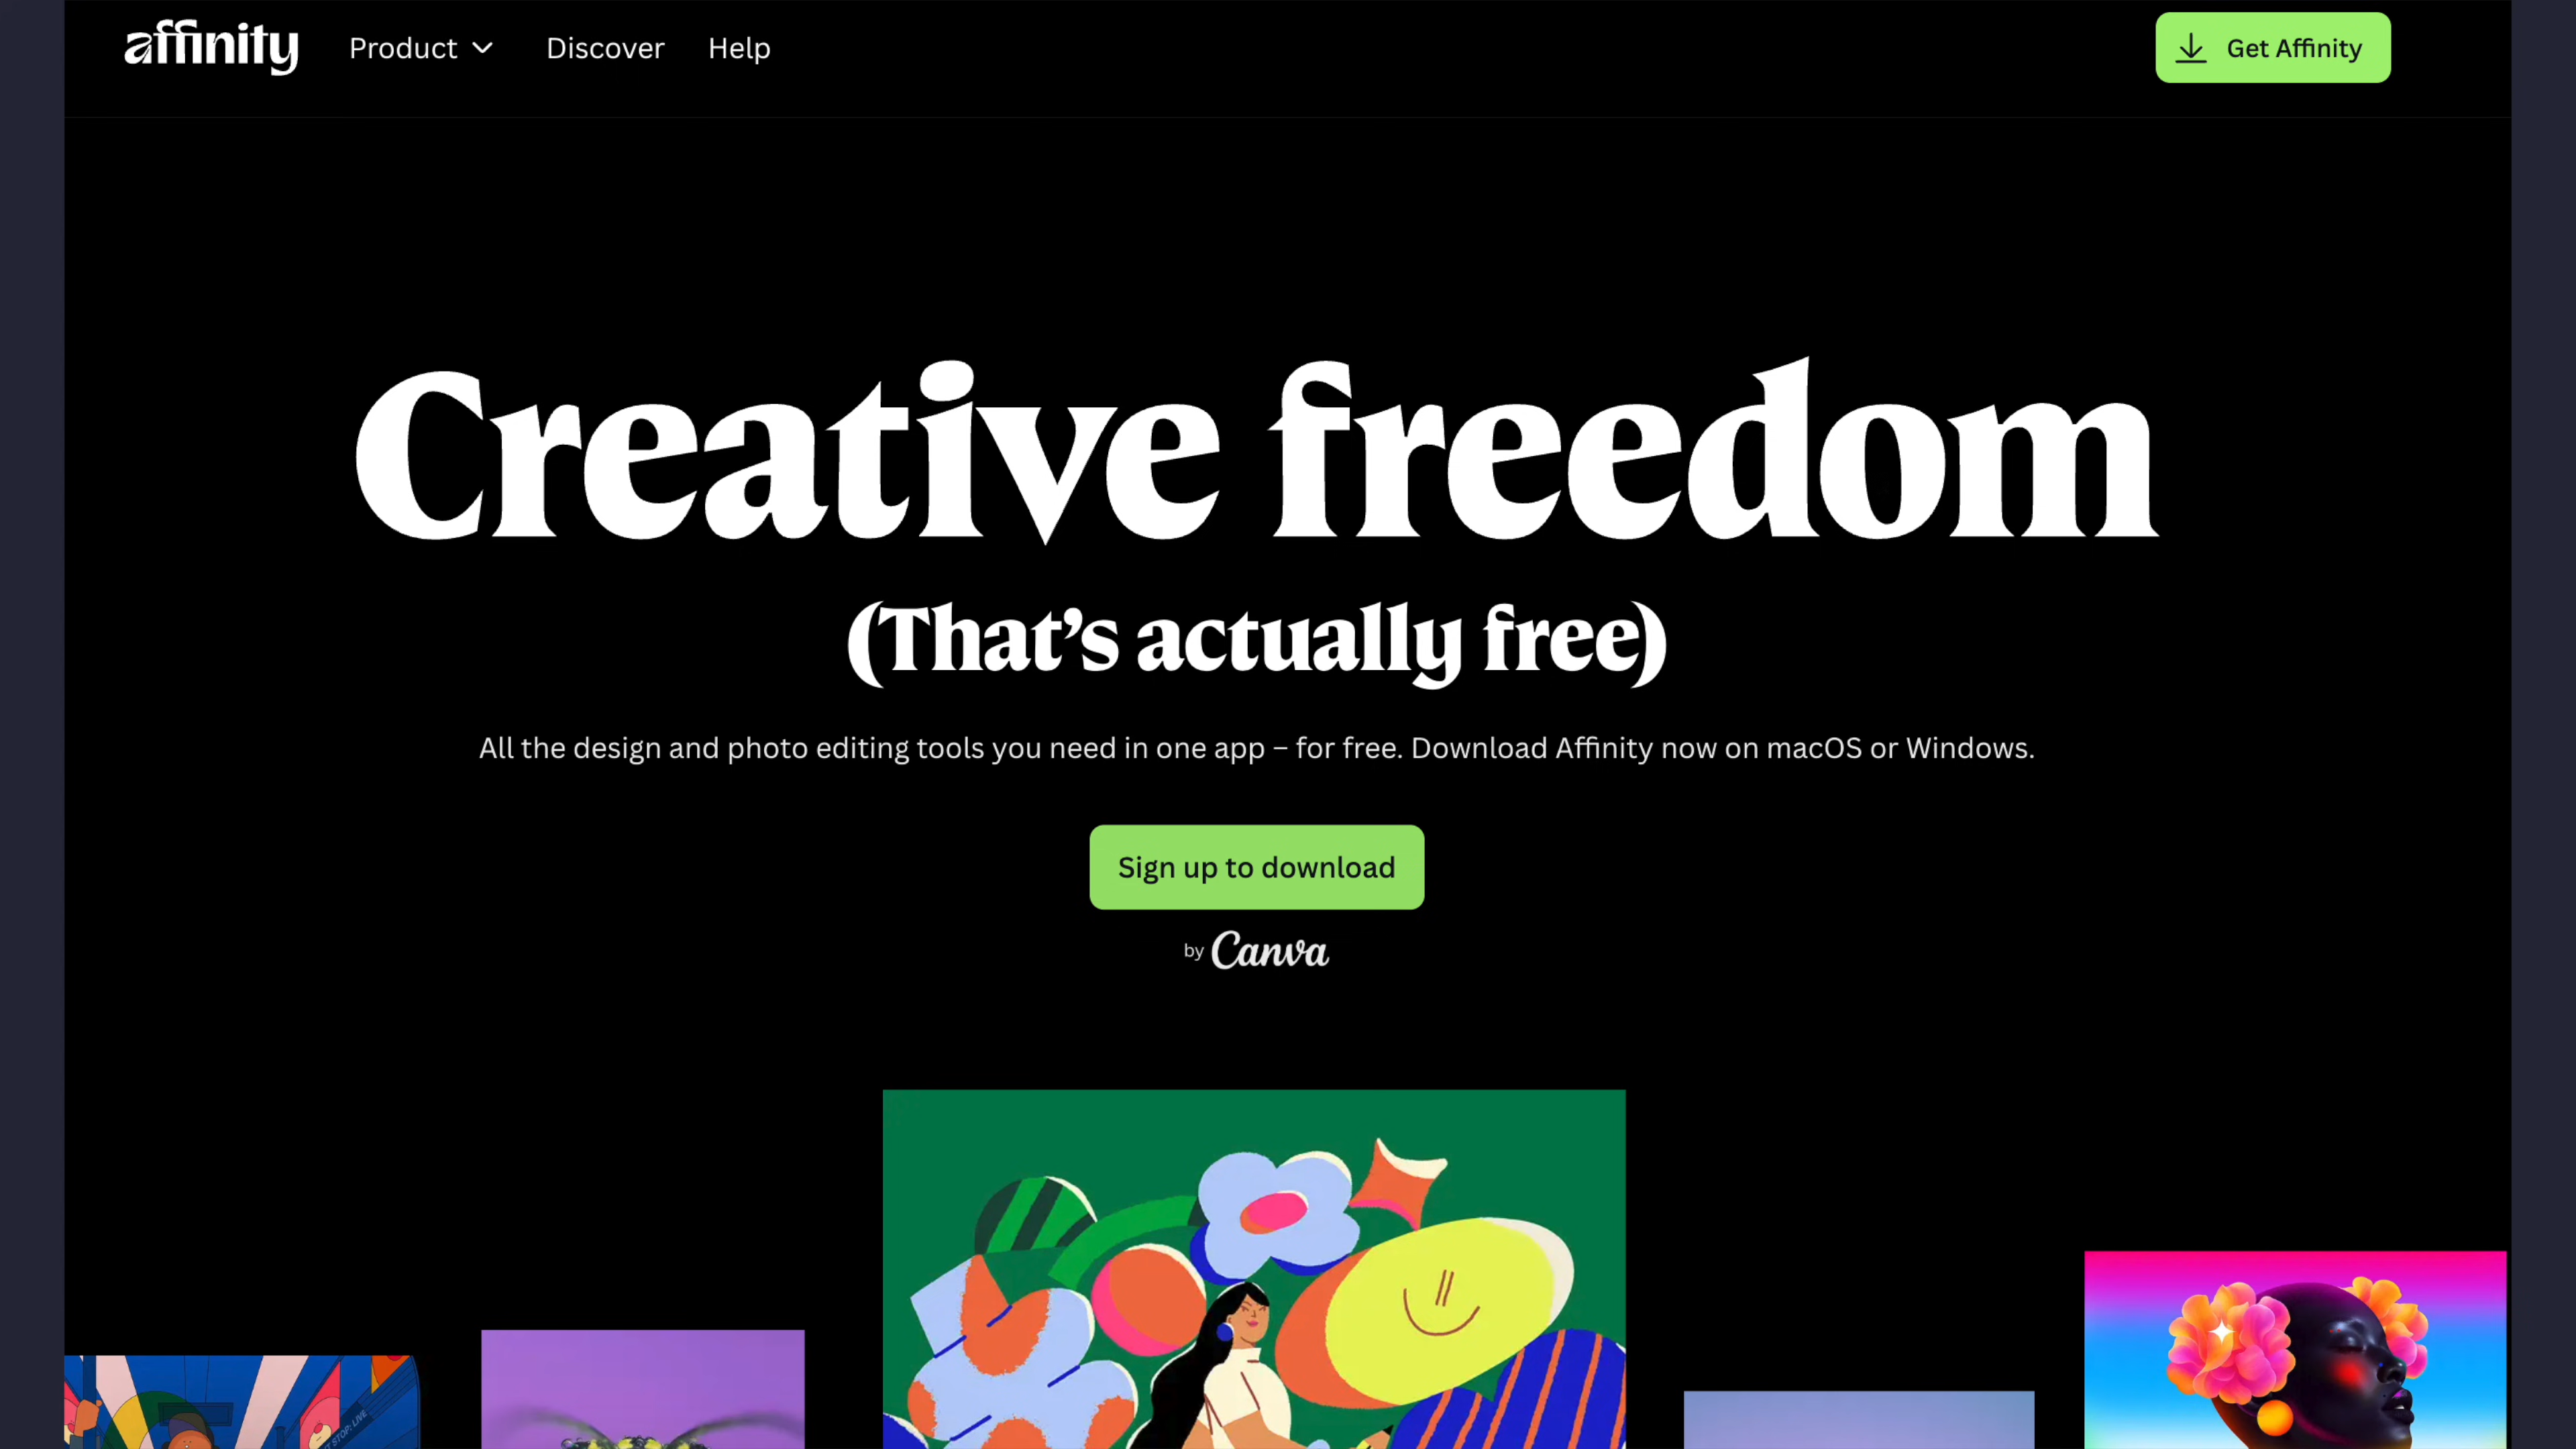 affinity Product Discover Help Get Affinity
Creative freedom
(That’s actually free)
All the design and photo editing tools you need in one app – for free. Download Affinity now on macOS or Windows.
Sign up to download
by Canva
STOP: LIVE